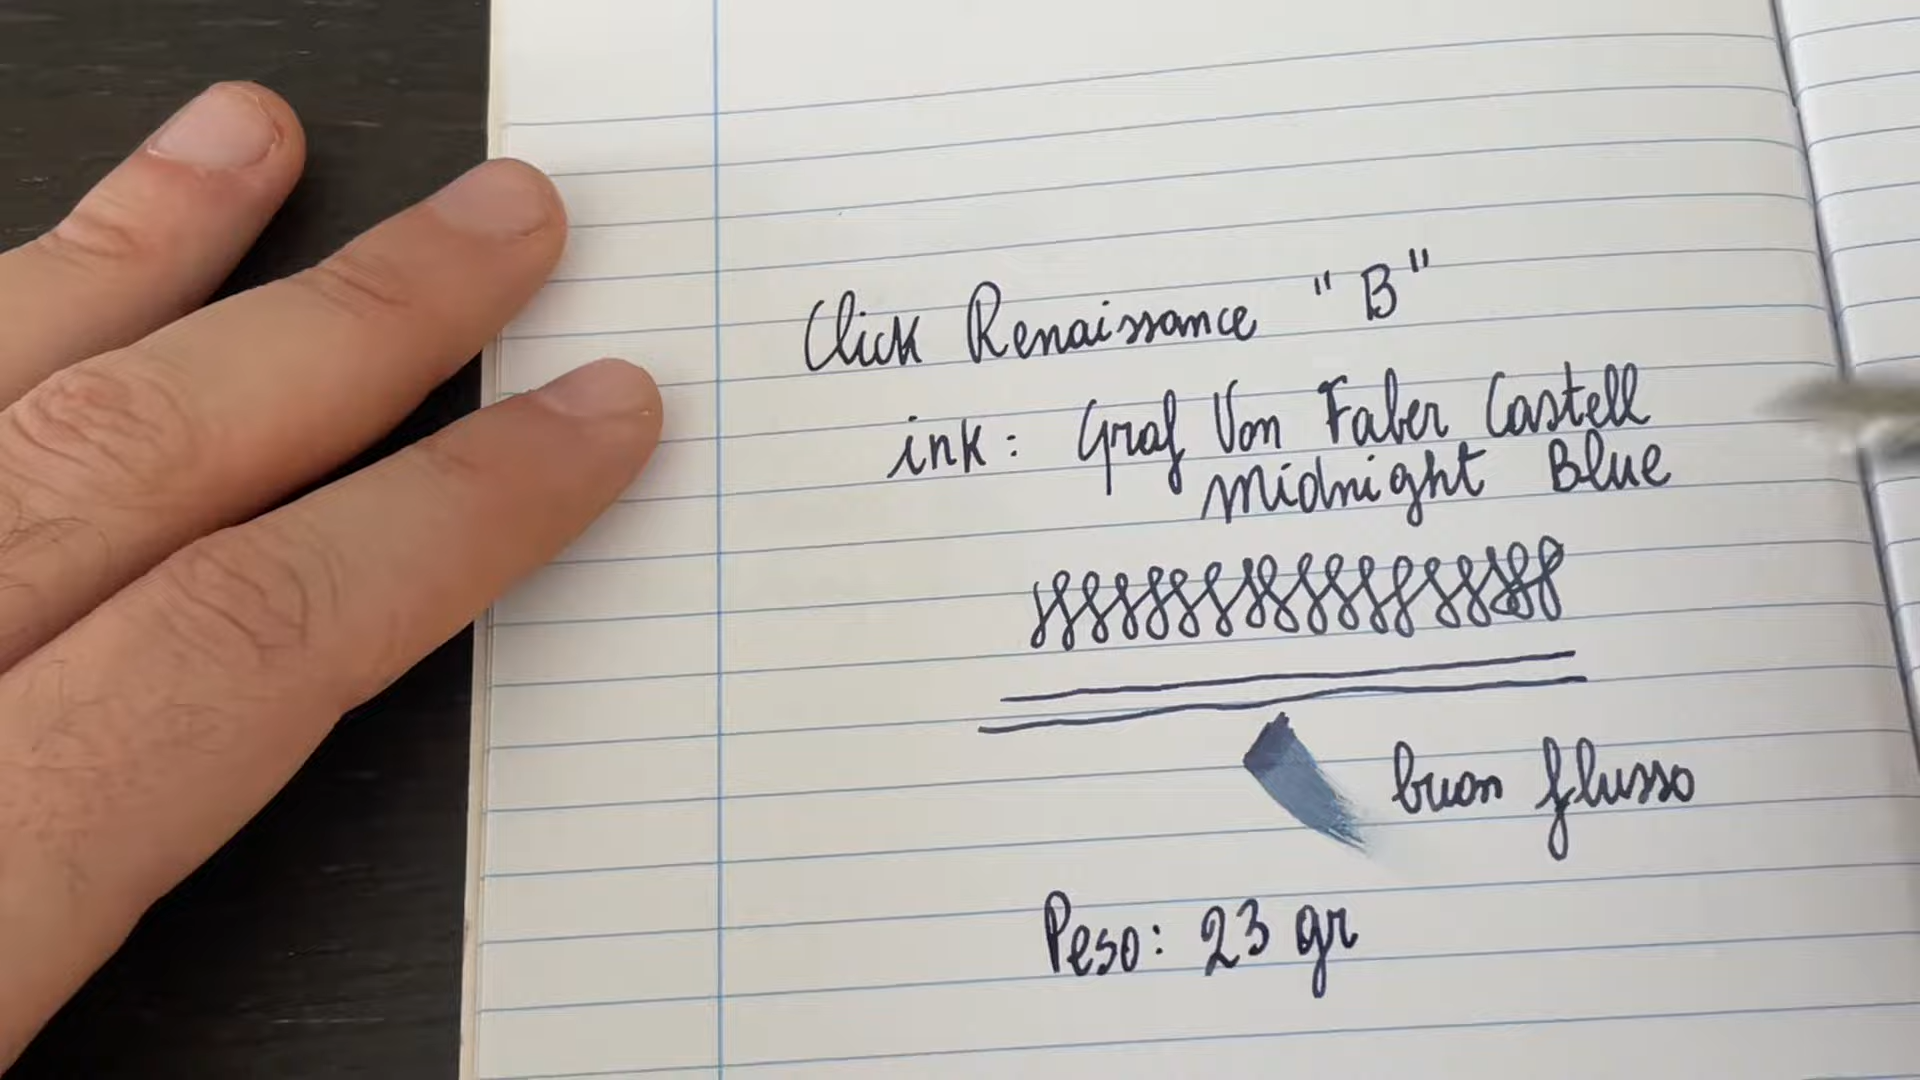 Click Renaissance "B"
ink: Graf Von Faber Castell
Midnight Blue
buon flusso
Peso: 23 gr